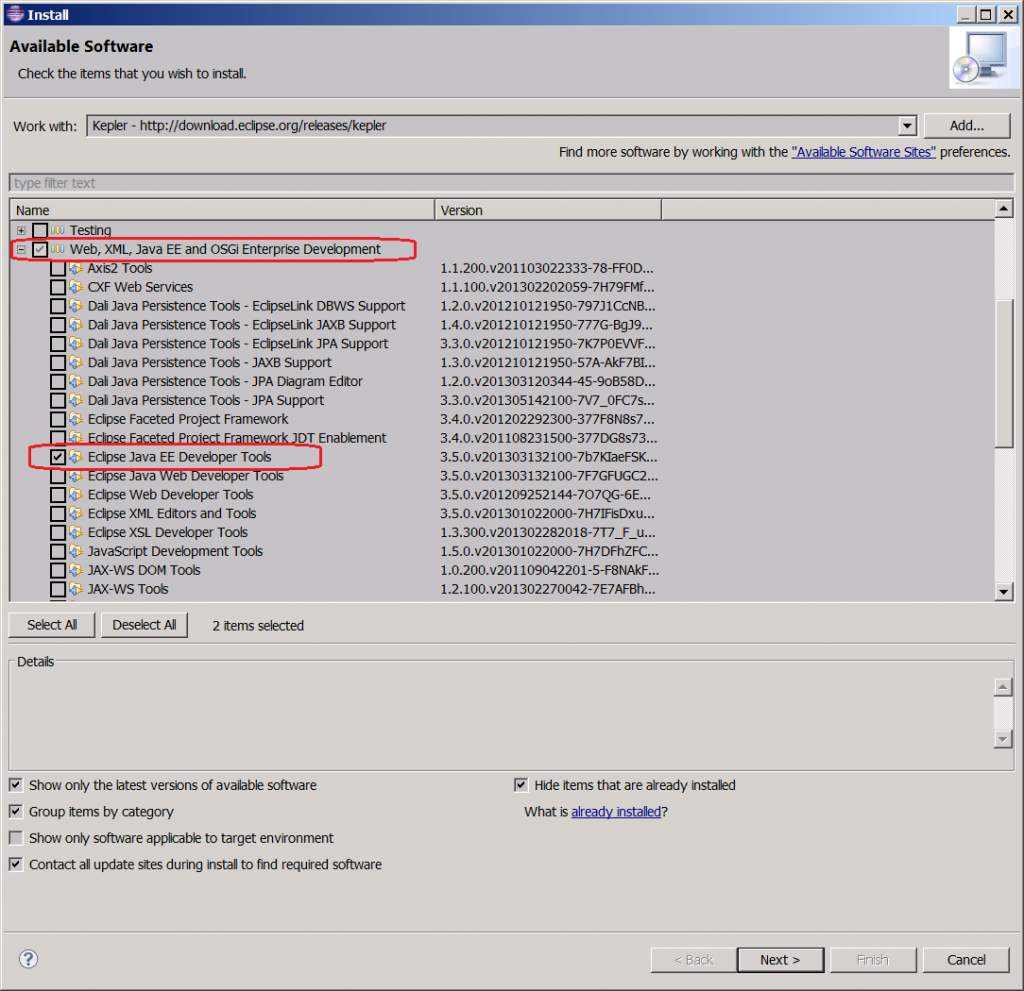 Install
Available Software
Check the items that you wish to install.
Work with: Kepler - http://download.eclipse.org/releases/kepler Add...
Find more software by working with the "Available Software Sites" preferences.
type filter text
Name Version
Testing
Web, XML, Java EE and OSGi Enterprise Development
Axis2 Tools 1.1.200.v201103022333-78-FF0D...
CXF Web Services 1.1.100.v201302202059-7H79FMf...
Dali Java Persistence Tools - EclipseLink DBWS Support 1.2.0.v201210121950-797J1CcNB...
Dali Java Persistence Tools - EclipseLink JAXB Support 1.4.0.v201210121950-777G-BgJ9...
Dali Java Persistence Tools - EclipseLink JPA Support 3.3.0.v201210121950-7K7P0EVVF...
Dali Java Persistence Tools - JAXB Support 1.3.0.v201210121950-57A-AkF7BI...
Dali Java Persistence Tools - JPA Diagram Editor 1.2.0.v201303120344-45-9oB58D...
Dali Java Persistence Tools - JPA Support 3.3.0.v201305142100-7V7_0FC7s...
Eclipse Faceted Project Framework 3.4.0.v201202292300-377F8N8s7...
Eclipse Faceted Project Framework JDT Enablement 3.4.0.v201108231500-377DG8s73...
Eclipse Java EE Developer Tools 3.5.0.v201303132100-7b7KIaeFSK...
Eclipse Java Web Developer Tools 3.5.0.v201303132100-7F7GFUGC2...
Eclipse Web Developer Tools 3.5.0.v201209252144-7O7QG-6E...
Eclipse XML Editors and Tools 3.5.0.v201301022000-7H7IFisDxu...
Eclipse XSL Developer Tools 1.3.300.v201302282018-7T7_F_u...
JavaScript Development Tools 1.5.0.v201301022000-7H7DFhZFC...
JAX-WS DOM Tools 1.0.200.v201109042201-5-F8NAkF...
JAX-WS Tools 1.2.100.v201302270042-7E7AFBh...
Select All Deselect All 2 items selected
Details
Show only the latest versions of available software Hide items that are already installed
Group items by category What is already installed?
Show only software applicable to target environment
Contact all update sites during install to find required software
? < Back Next > Finish Cancel